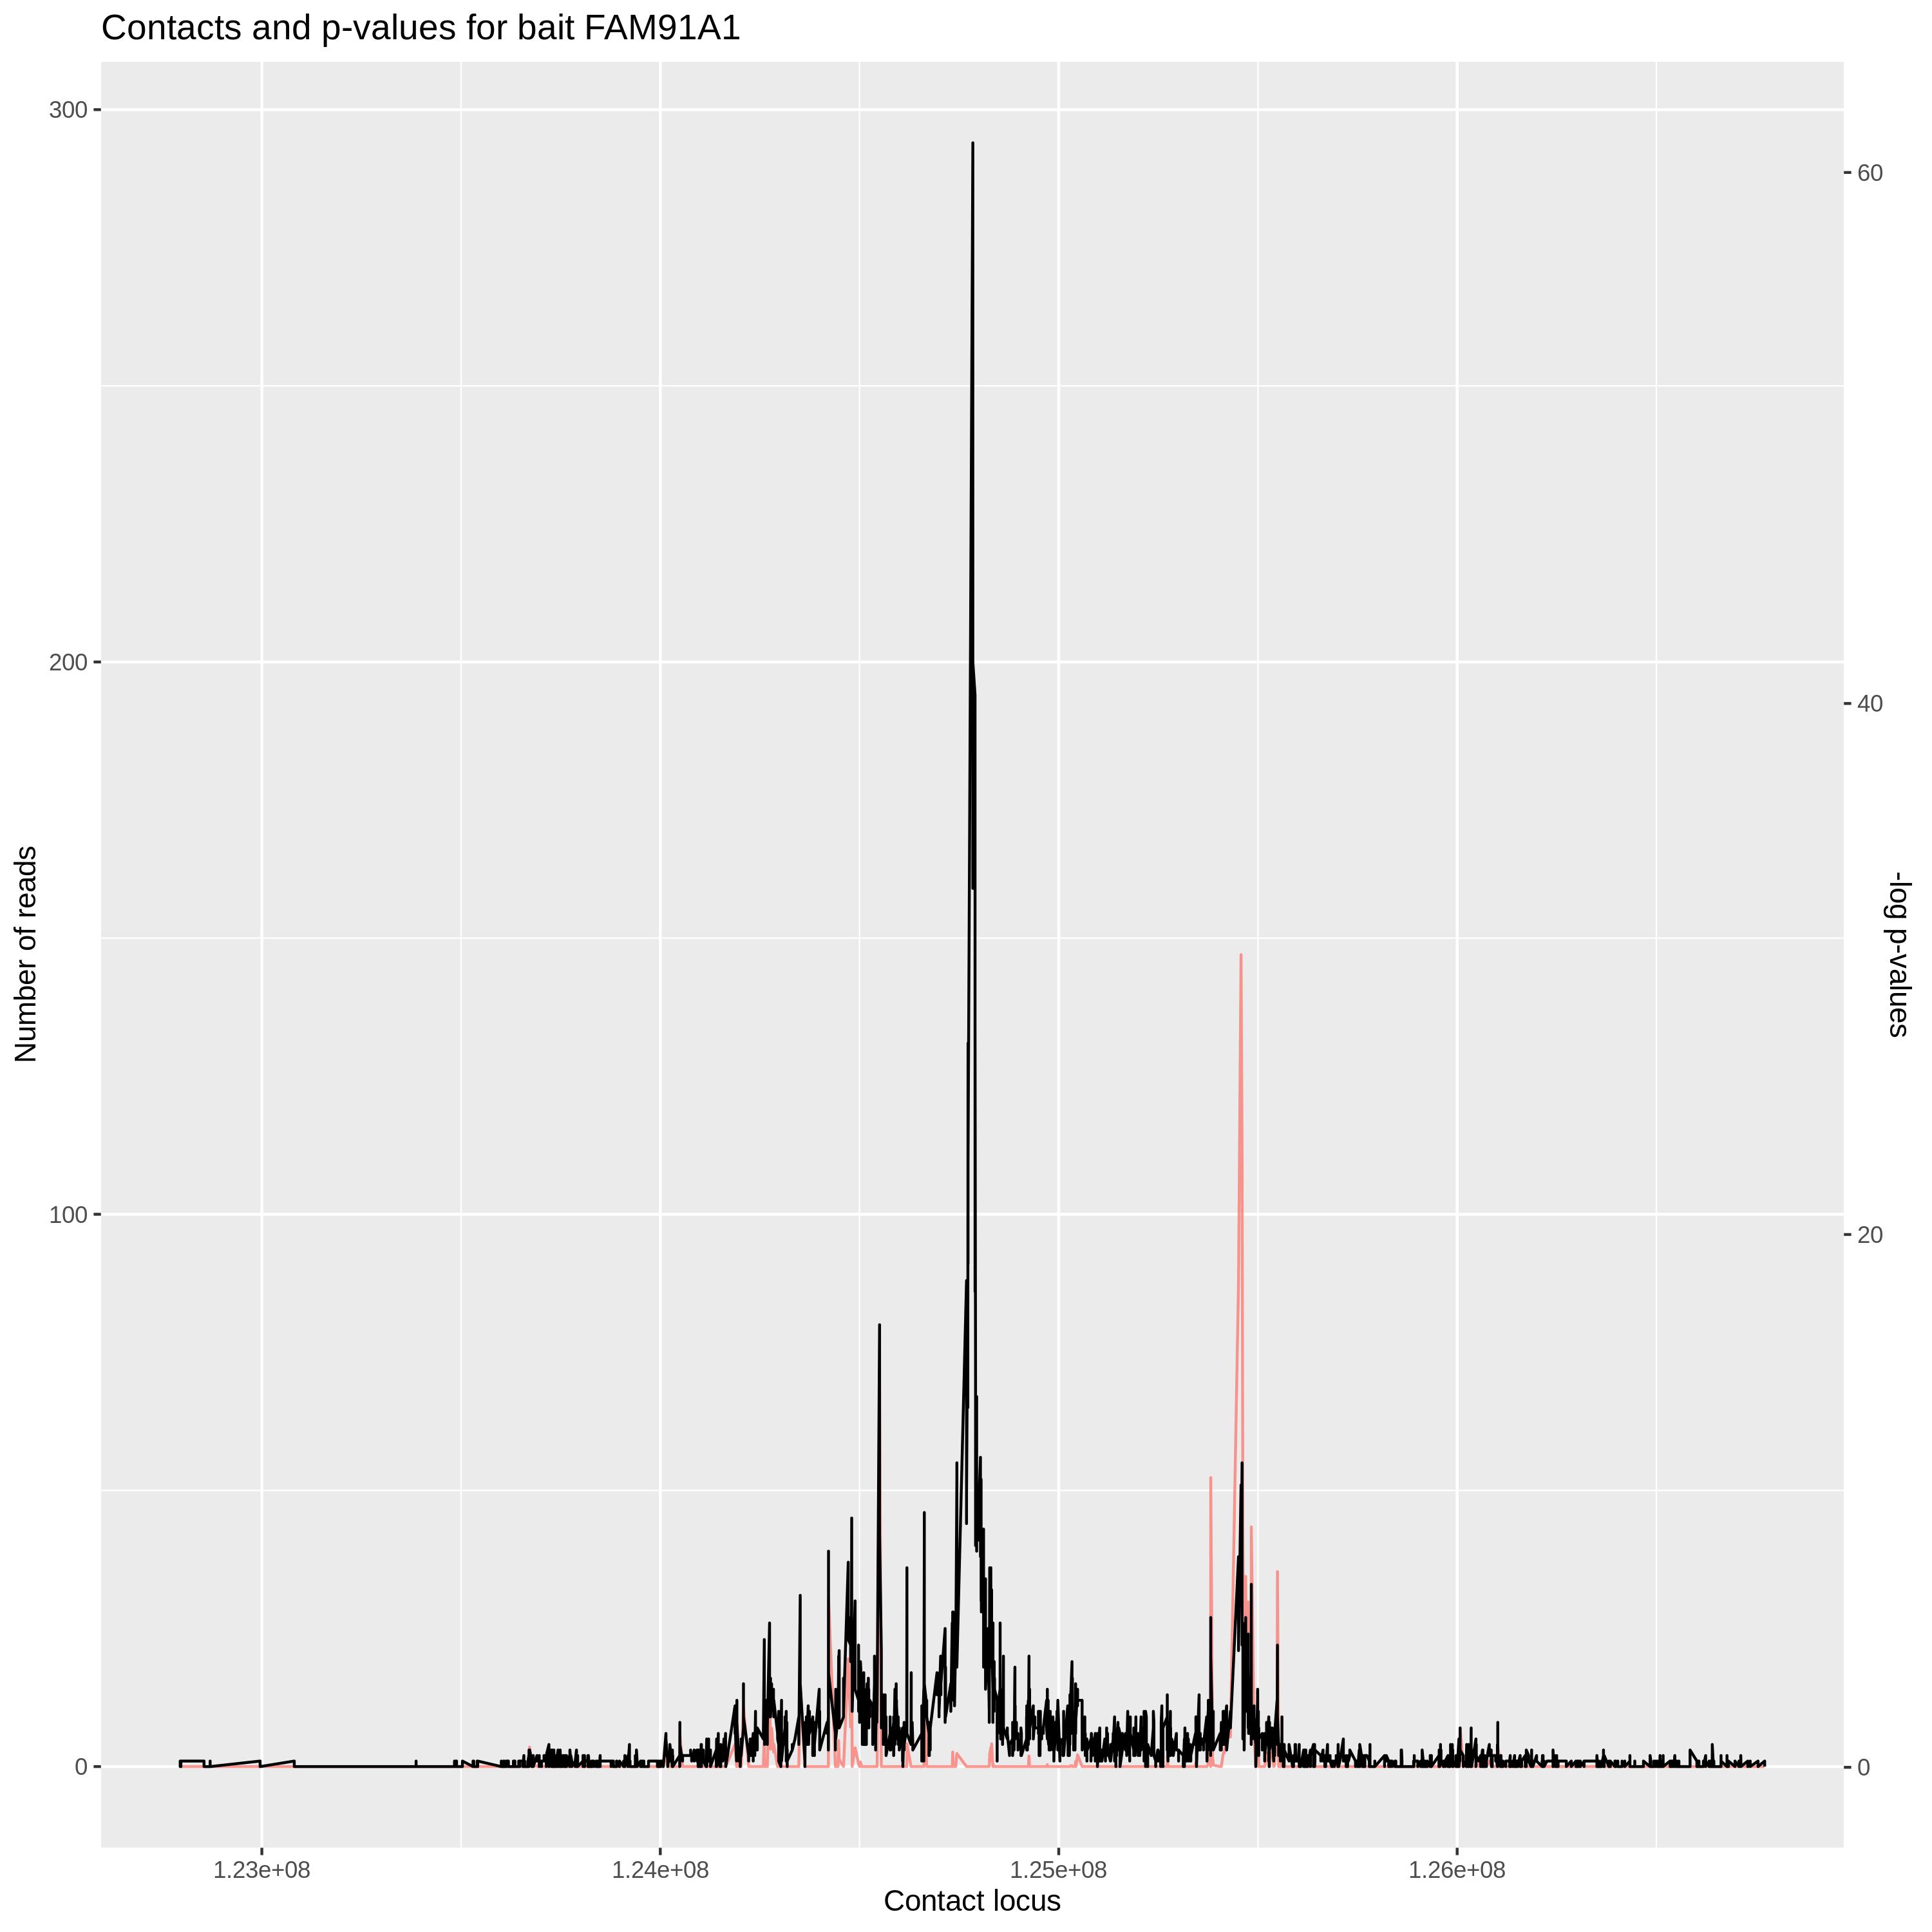 Contacts and p-values for bait FAM91A1
300
200
100
0
Number of reads
60
40
20
0
-log p-values
1.23e+08
1.24e+08
1.25e+08
1.26e+08
Contact locus